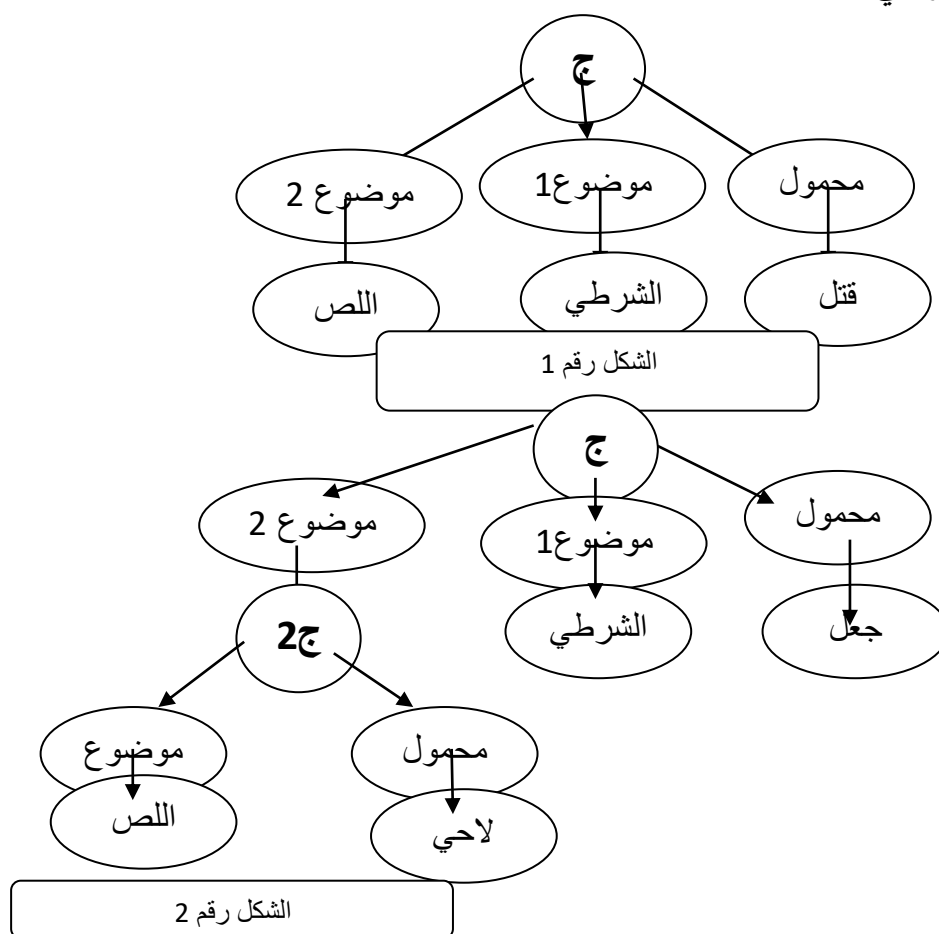 ج
محمول
موضوع1
موضوع 2
قتل
الشرطي
اللص
الشكل رقم 1
ج
محمول
موضوع1
موضوع 2
جعل
الشرطي
ج2
محمول
موضوع
لاحي
اللص
الشكل رقم 2